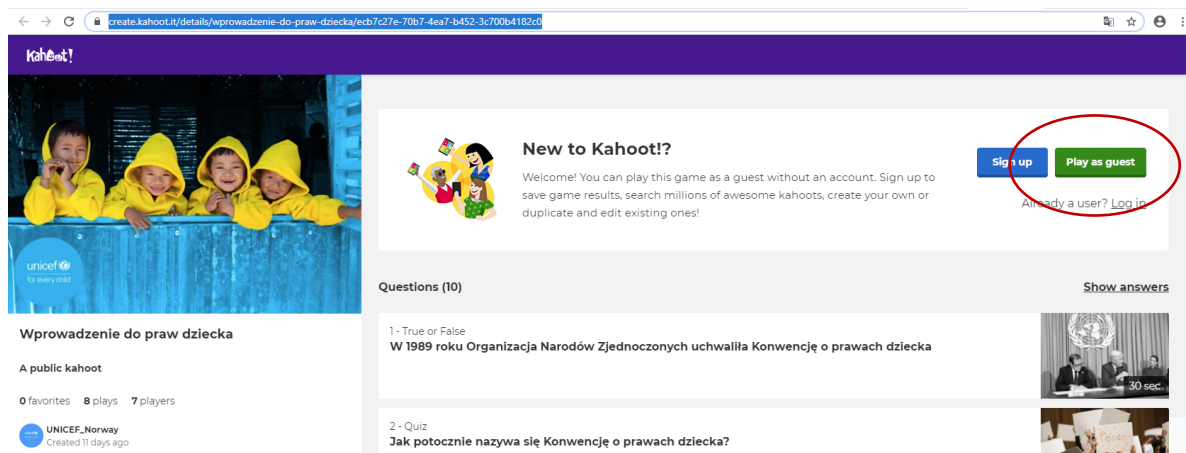 create.kahoot.it/details/wprowadzenie-do-praw-dziecka/ecb7c27e-70b7-4ea7-b452-3c700b4182c0
Kahoot!
unicef
for every child
Wprowadzenie do praw dziecka
A public kahoot
0 favorites 8 plays 7 players
UNICEF_Norway
Created 11 days ago
New to Kahoot!?
Welcome! You can play this game as a guest without an account. Sign up to
save game results, search millions of awesome kahoots, create your own or
duplicate and edit existing ones!
Sign up
Play as guest
Already a user? Log in
Questions (10)
Show answers
1 - True or False
W 1989 roku Organizacja Narodów Zjednoczonych uchwaliła Konwencję o prawach dziecka
30 sec
2 - Quiz
Jak potocznie nazywa się Konwencję o prawach dziecka?
Peace